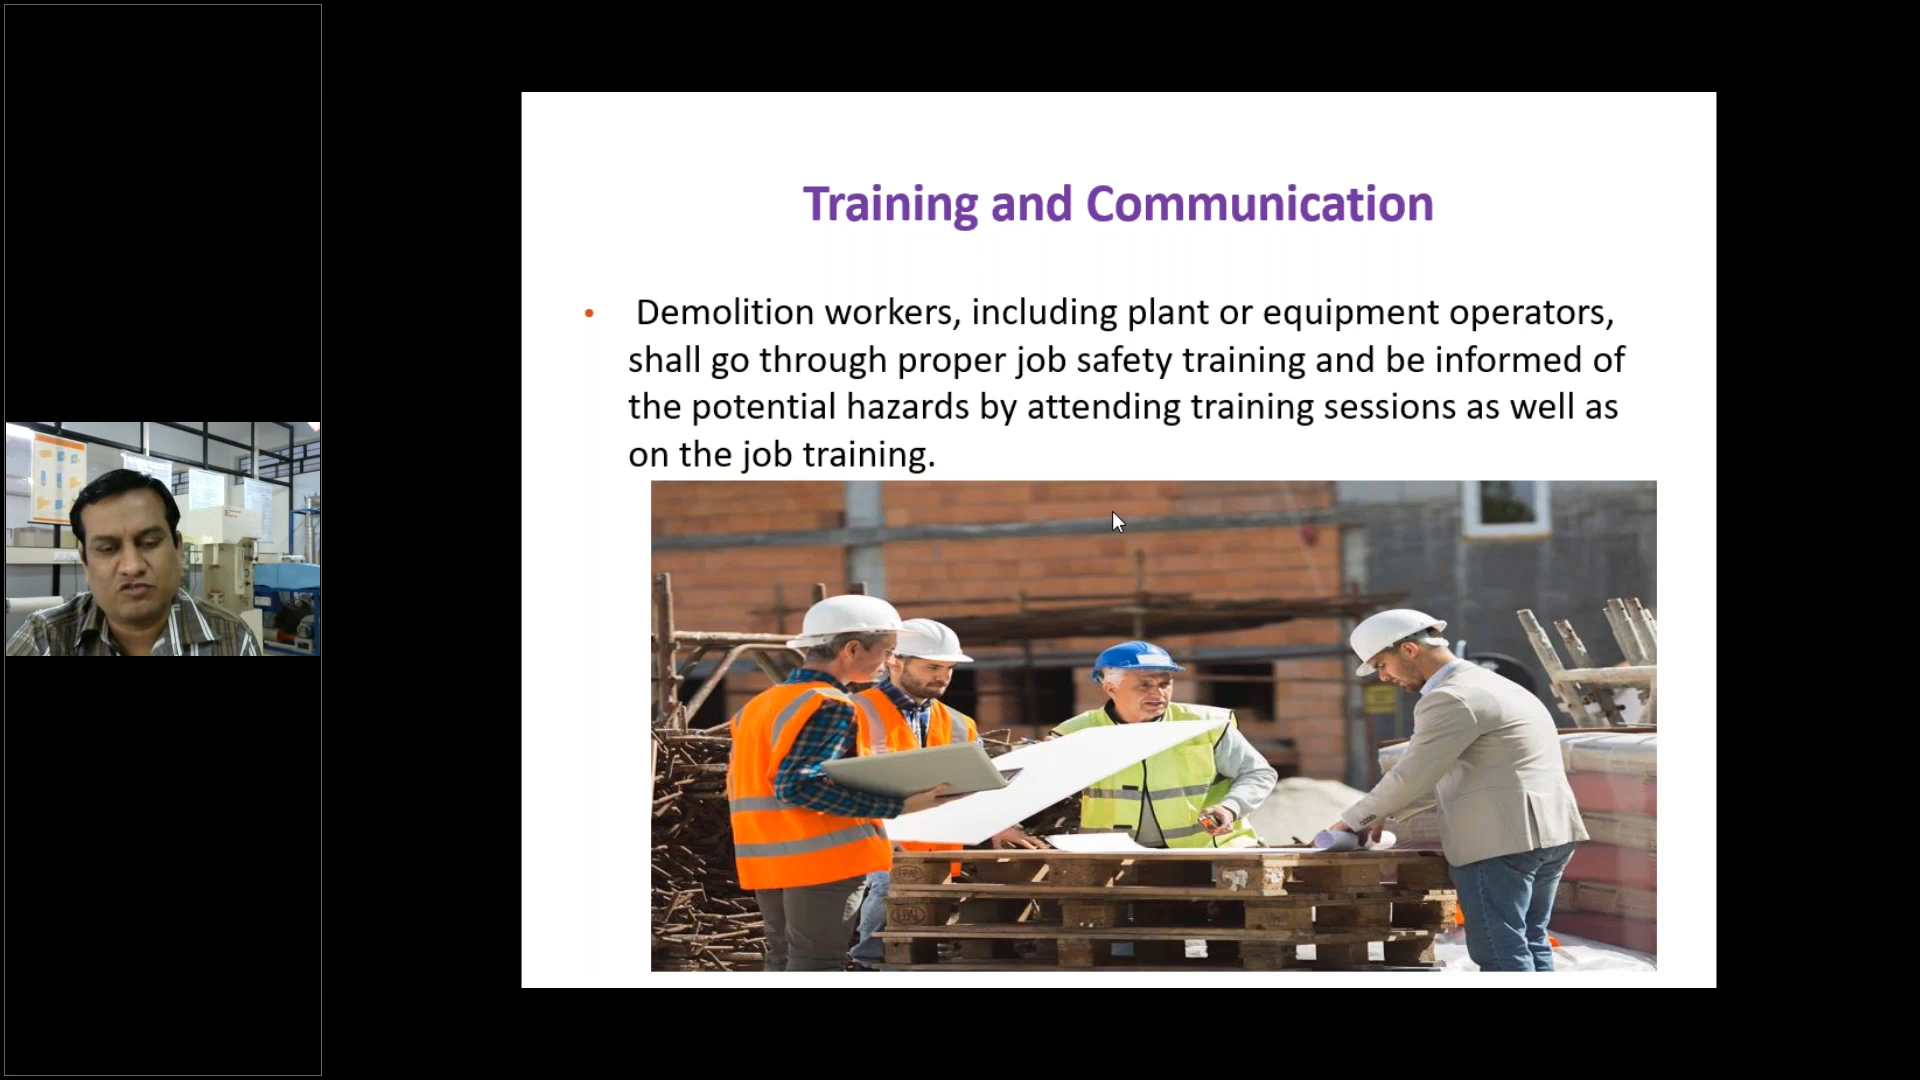 Training and Communication
• Demolition workers, including plant or equipment operators,
shall go through proper job safety training and be informed of
the potential hazards by attending training sessions as well as
on the job training.